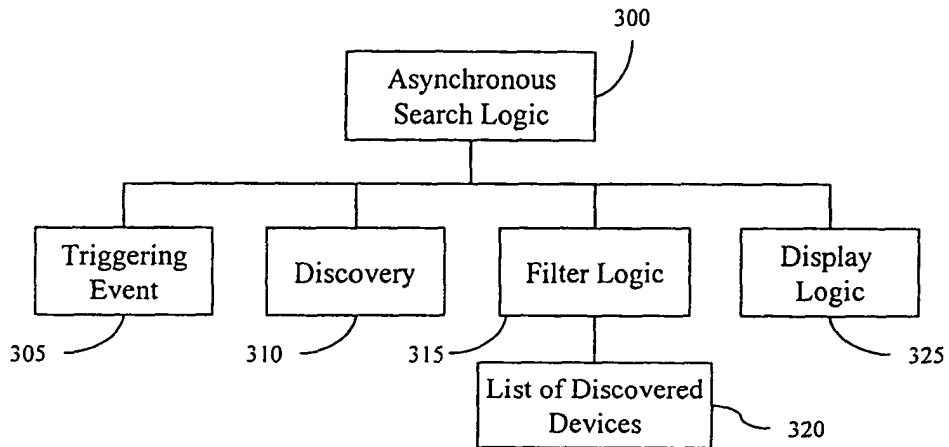 300
Asynchronous
Search Logic
Triggering
Event
Discovery
Filter Logic
Display
Logic
305
310
315
325
List of Discovered
Devices
320